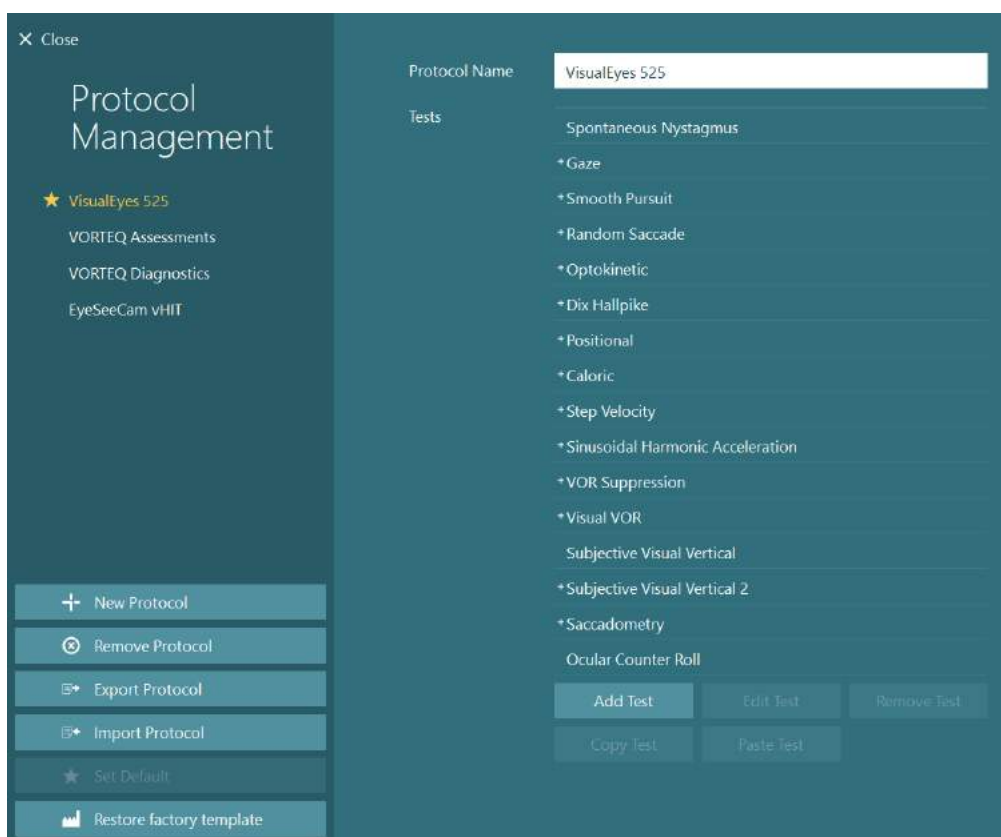 Close
Protocol
Management
VisualEyes 525
VORTEQ Assessments
VORTEQ Diagnostics
EyeSeeCam vHIT
New Protocol
Remove Protocol
Export Protocol
Import Protocol
Set Default
Restore factory template
Protocol Name
VisualEyes 525
Tests
Spontaneous Nystagmus
+Gaze
+Smooth Pursuit
+Random Saccade
+Optokinetic
+Dix Hallpike
+Positional
+Caloric
+Step Velocity
+Sinusoidal Harmonic Acceleration
+VOR Suppression
+Visual VOR
Subjective Visual Vertical
+Subjective Visual Vertical 2
+Saccadometry
Ocular Counter Roll
Add Test Edit Test Remove Test
Copy Test Paste Test